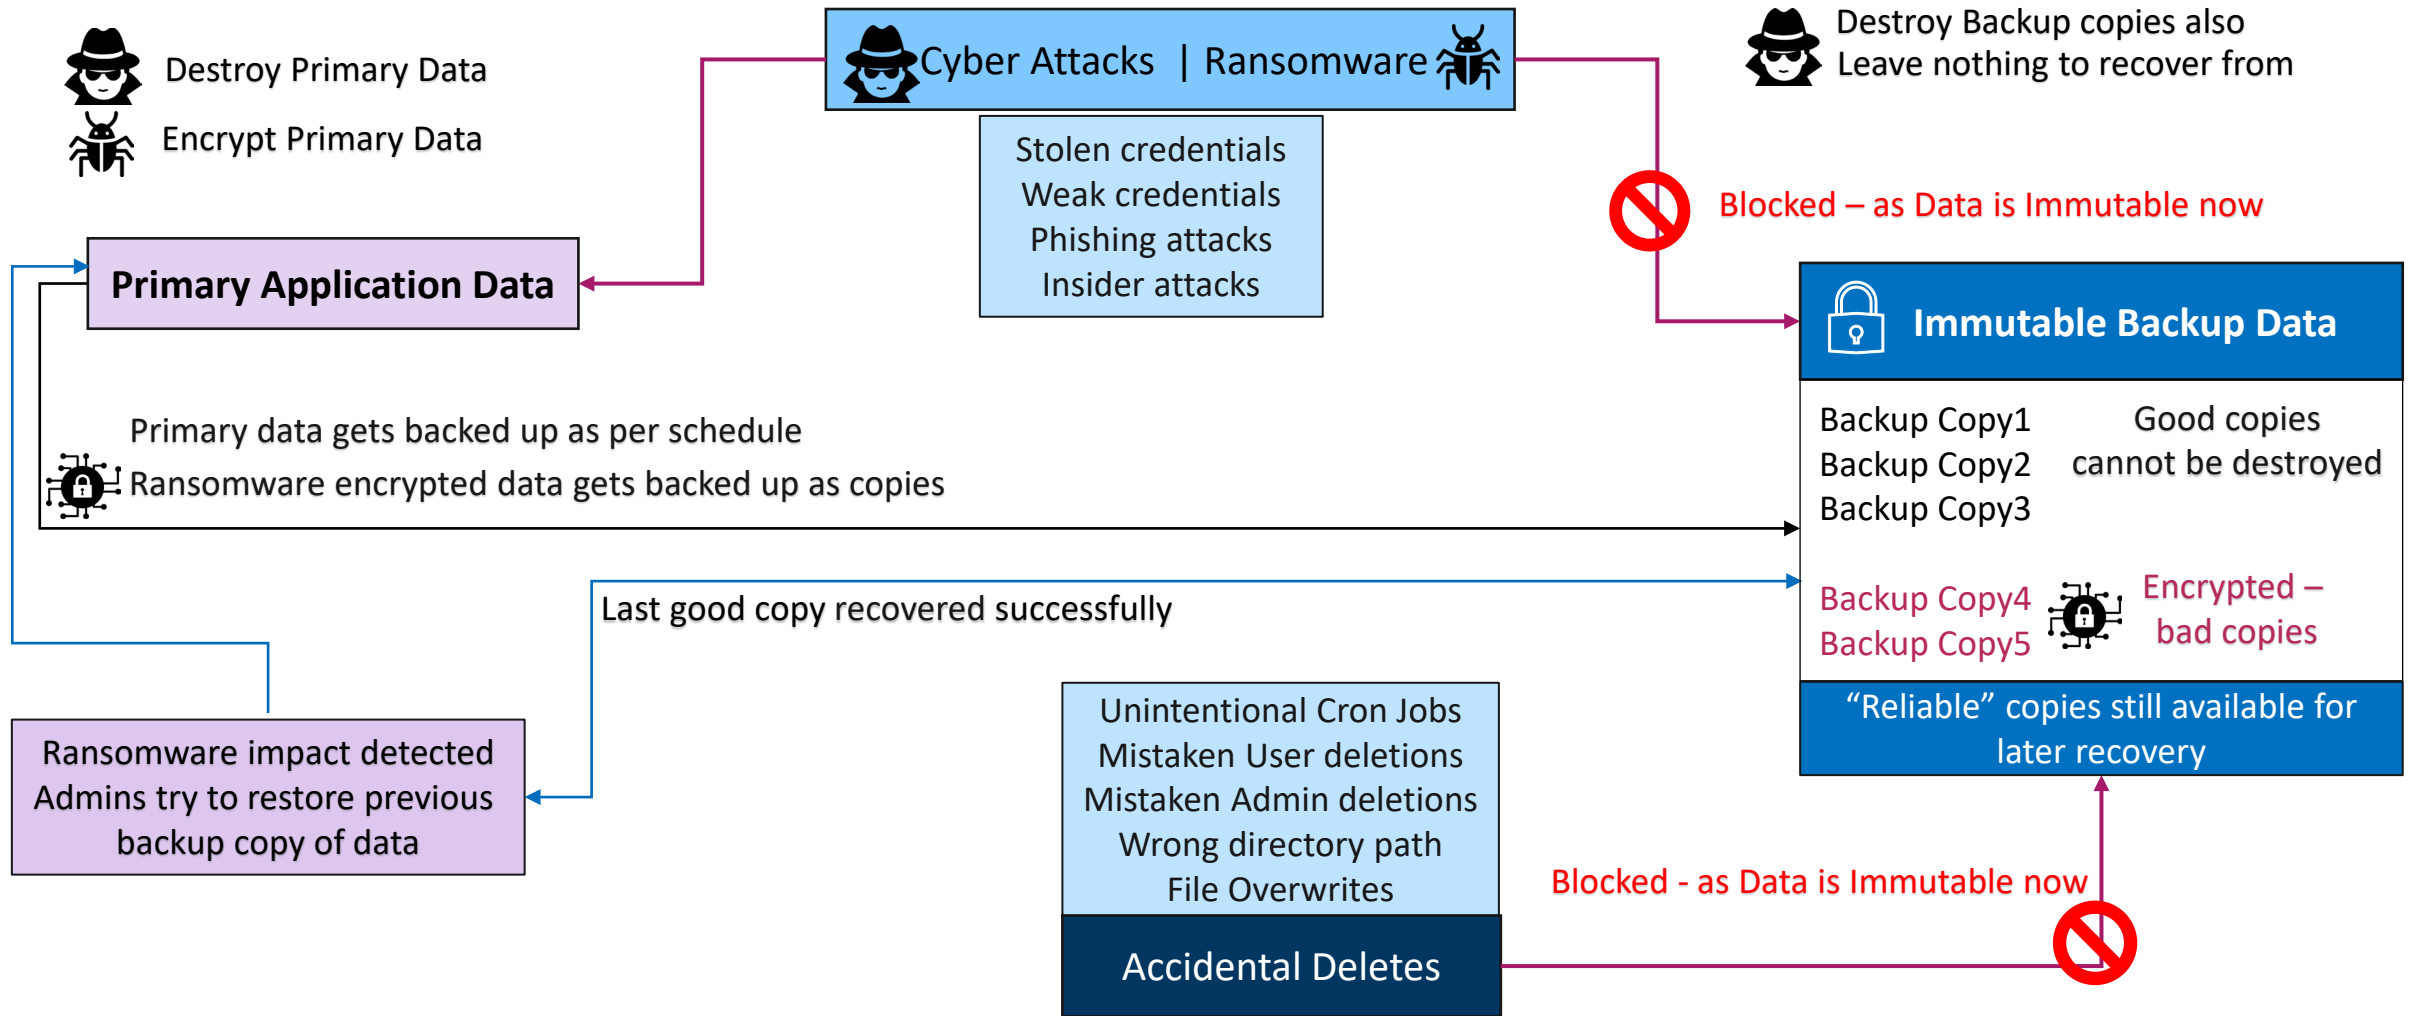 Destroy Primary Data
Encrypt Primary Data
Cyber Attacks | Ransomware
Stolen credentials
Weak credentials
Phishing attacks
Insider attacks
Destroy Backup copies also
Leave nothing to recover from
Blocked – as Data is Immutable now
Primary Application Data
Immutable Backup Data
Primary data gets backed up as per schedule
Ransomware encrypted data gets backed up as copies
Backup Copy1
Backup Copy2
Backup Copy3
Good copies
cannot be destroyed
Backup Copy4
Backup Copy5
Encrypted –
bad copies
“Reliable” copies still available for
later recovery
Last good copy recovered successfully
Ransomware impact detected
Admins try to restore previous
backup copy of data
Unintentional Cron Jobs
Mistaken User deletions
Mistaken Admin deletions
Wrong directory path
File Overwrites
Accidental Deletes
Blocked - as Data is Immutable now